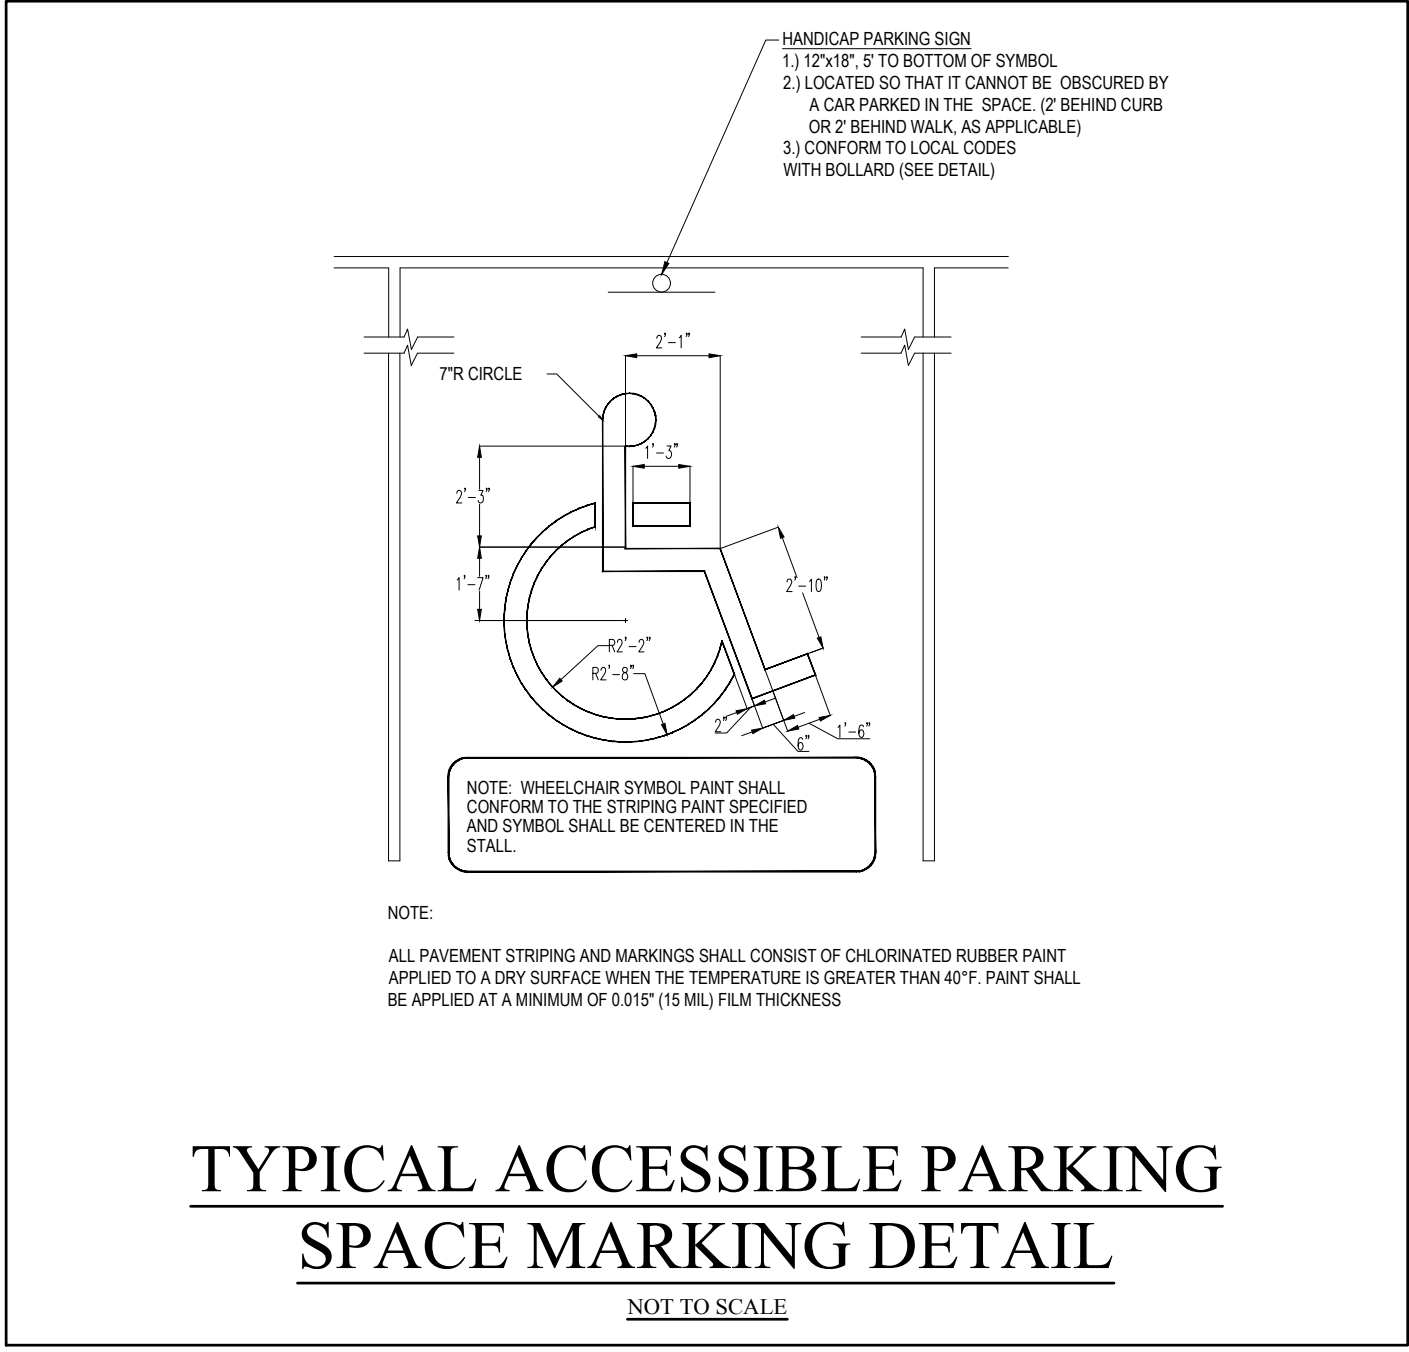 HANDICAP PARKING SIGN
1.) 12"x18", 5' TO BOTTOM OF SYMBOL
2.) LOCATED SO THAT IT CANNOT BE OBSCURED BY
A CAR PARKED IN THE SPACE. (2' BEHIND CURB
OR 2' BEHIND WALK, AS APPLICABLE)
3.) CONFORM TO LOCAL CODES
WITH BOLLARD (SEE DETAIL)
2'-1"
7"R CIRCLE
1'-3"
2'-3"
1'-7"
2'-10"
R2'-2"
R2'-8"
2"
6"
1'-6"
NOTE: WHEELCHAIR SYMBOL PAINT SHALL
CONFORM TO THE STRIPING PAINT SPECIFIED
AND SYMBOL SHALL BE CENTERED IN THE
STALL.
NOTE:
ALL PAVEMENT STRIPING AND MARKINGS SHALL CONSIST OF CHLORINATED RUBBER PAINT
APPLIED TO A DRY SURFACE WHEN THE TEMPERATURE IS GREATER THAN 40°F. PAINT SHALL
BE APPLIED AT A MINIMUM OF 0.015" (15 MIL) FILM THICKNESS
TYPICAL ACCESSIBLE PARKING
SPACE MARKING DETAIL
NOT TO SCALE